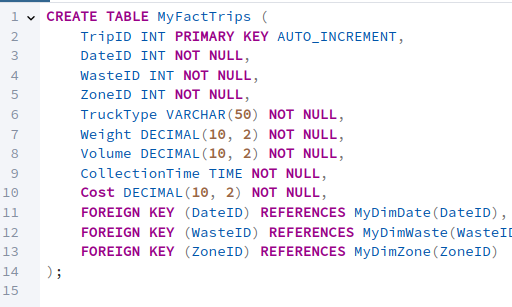 1 CREATE TABLE MyFactTrips (
2     TripID INT PRIMARY KEY AUTO_INCREMENT,
3     DateID INT NOT NULL,
4     WasteID INT NOT NULL,
5     ZoneID INT NOT NULL,
6     TruckType VARCHAR(50) NOT NULL,
7     Weight DECIMAL(10, 2) NOT NULL,
8     Volume DECIMAL(10, 2) NOT NULL,
9     CollectionTime TIME NOT NULL,
10     Cost DECIMAL(10, 2) NOT NULL,
11     FOREIGN KEY (DateID) REFERENCES MyDimDate(DateID),
12     FOREIGN KEY (WasteID) REFERENCES MyDimWaste(WasteID
13     FOREIGN KEY (ZoneID) REFERENCES MyDimZone(ZoneID)
14 );
15